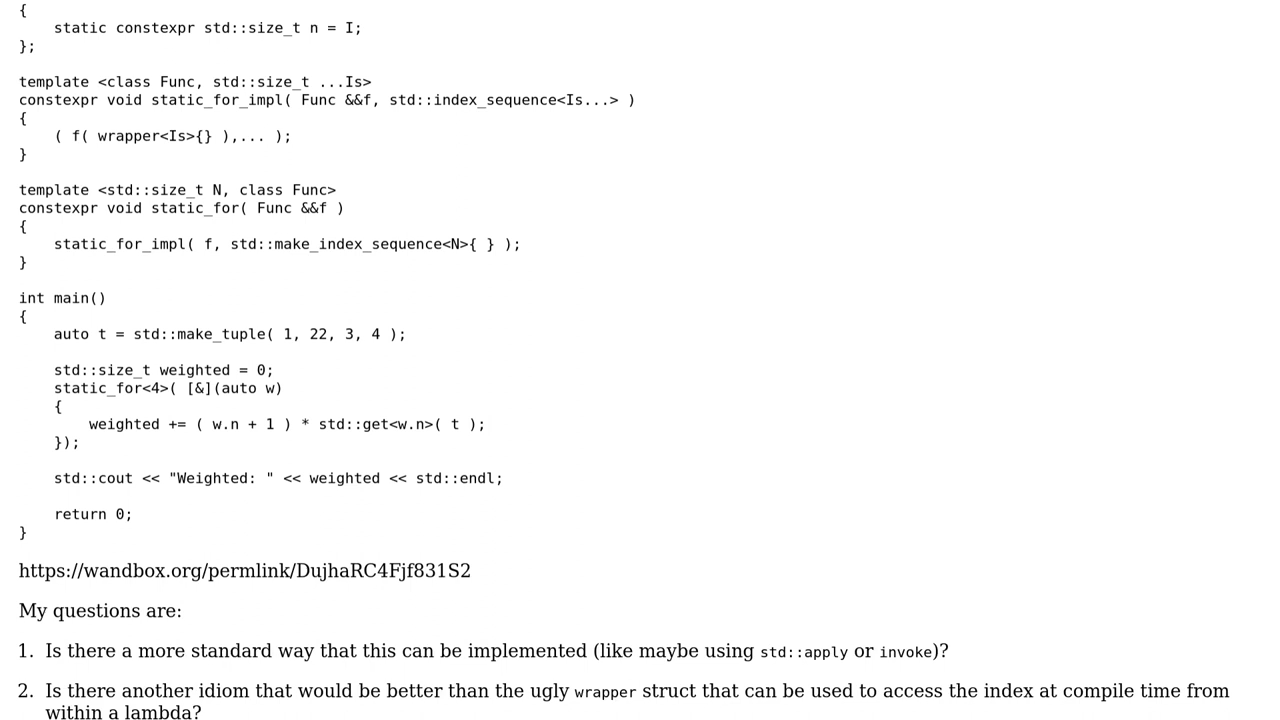 {
    static constexpr std::size_t n = I;
};
template <class Func, std::size_t ...Is>
constexpr void static_for_impl( Func &&f, std::index_sequence<Is...> )
{
    ( f( wrapper<Is>{} ),... );
}
template <std::size_t N, class Func>
constexpr void static_for( Func &&f )
{
    static_for_impl( f, std::make_index_sequence<N>{ } );
}
int main()
{
    auto t = std::make_tuple( 1, 22, 3, 4 );
    std::size_t weighted = 0;
    static_for<4>( [&](auto w)
    {
        weighted += ( w.n + 1 ) * std::get<w.n>( t );
    });
    std::cout << "Weighted: " << weighted << std::endl;
    return 0;
}
https://wandbox.org/permlink/DujhaRC4Fjf831S2
My questions are:
1. Is there a more standard way that this can be implemented (like maybe using std::apply or invoke)?
2. Is there another idiom that would be better than the ugly wrapper struct that can be used to access the index at compile time from
within a lambda?